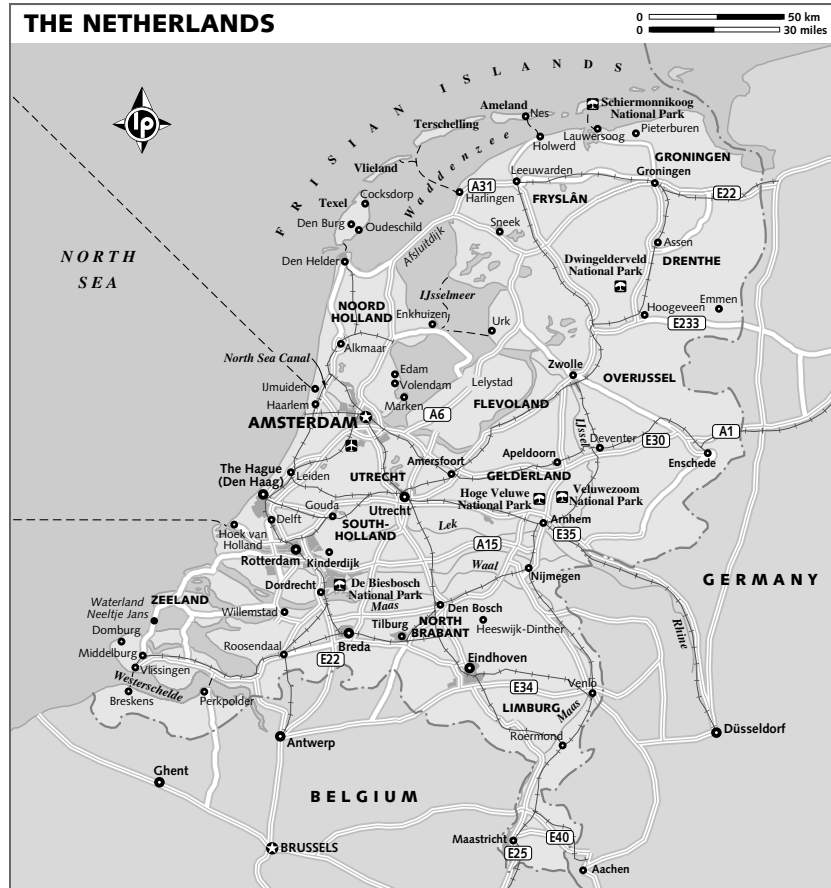 THE NETHERLANDS
0 50 km
0 30 miles
lp
FRISIAN ISLANDS
Ameland
Nes
Schiermonnikoog
National Park
Terschelling
Lauwersoog
Pieterburen
Holwerd
Waddenzee
GRONINGEN
Vlieland
Leeuwarden
Groningen
A31
E22
Cocksdorp
Harlingen
FRYSLÂN
Texel
Den Burg
Oudeschild
Sneek
Afsluitdijk
Assen
NORTH
SEA
Den Helder
Dwingelderveld
National Park
DRENTHE
IJsselmeer
NOORD
HOLLAND
Enkhuizen
Urk
Hoogeveen
Emmen
E233
Alkmaar
North Sea Canal
Edam
Volendam
Marken
Lelystad
Zwolle
OVERIJSSEL
IJmuiden
Haarlem
FLEVOLAND
AMSTERDAM
A6
IJssel
A1
E30
Deventer
Enschede
Apeldoorn
Amersfoort
The Hague
(Den Haag)
Leiden
UTRECHT
GELDERLAND
Utrecht
Hoge Veluwe
National Park
Veluwezoom
National Park
Gouda
Delft
SOUTH-
HOLLAND
Lek
Arnhem
E35
Hoek van
Holland
Rotterdam
Kinderdijk
A15
Waal
Nijmegen
GERMANY
Dordrecht
De Biesbosch
National Park
Maas
Waterland
Neeltje Jans
ZEELAND
Willemstad
Den Bosch
Domburg
Tilburg
NORTH
BRABANT
Heeswijk-Dinther
Rhine
Middelburg
Roosendaal
Breda
E22
Vlissingen
Eindhoven
Westerschelde
Breskens
Perkpolder
E34
Venlo
LIMBURG
Maas
Roermond
Antwerp
Düsseldorf
Ghent
BELGIUM
Maastricht
E40
BRUSSELS
E25
Aachen